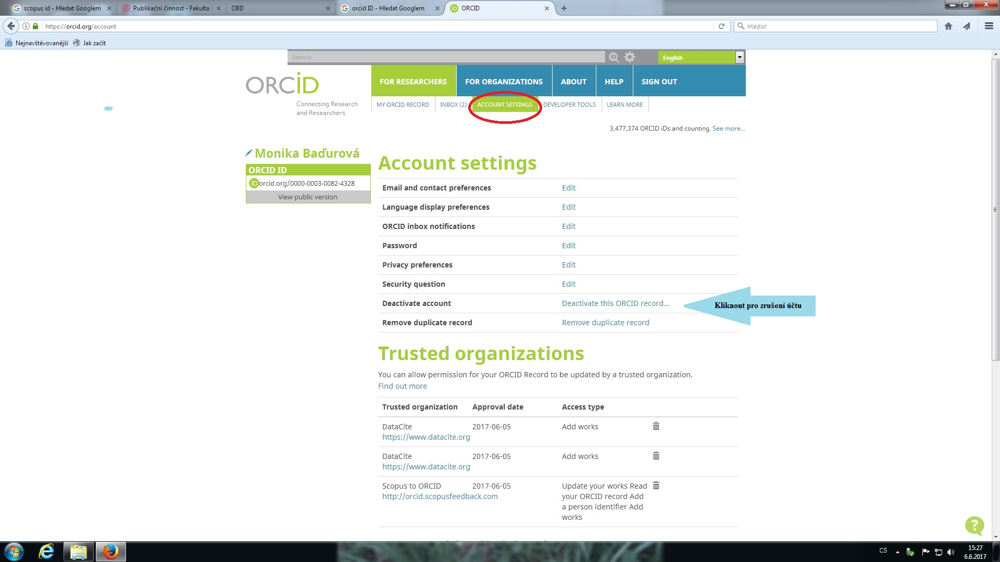 scopus id - Hledat Googlem
Publikační činnost - Fakulta
OBD
orcid ID - Hledat Googlem
ORCID
https://orcid.org/account
Hledat
Nejnavštěvovanější
Jak začít
Search
English
ORCID
Connecting Research
and Researchers
FOR RESEARCHERS
FOR ORGANIZATIONS
ABOUT
HELP
SIGN OUT
MY ORCID RECORD
INBOX (2)
ACCOUNT SETTINGS
DEVELOPER TOOLS
LEARN MORE
3,477,374 ORCID iDs and counting. See more...
Monika Baďurová
ORCID ID
iD orcid.org/0000-0003-0082-4328
View public version
Account settings
Email and contact preferences Edit
Language display preferences Edit
ORCID inbox notifications Edit
Password Edit
Privacy preferences Edit
Security question Edit
Deactivate account Deactivate this ORCID record...
Kliknout pro zrušení účtu
Remove duplicate record Remove duplicate record
Trusted organizations
You can allow permission for your ORCID Record to be updated by a trusted organization.
Find out more
Trusted organization Approval date Access type
DataCite 2017-06-05 Add works
https://www.datacite.org
DataCite 2017-06-05 Add works
https://www.datacite.org
Scopus to ORCID 2017-06-05 Update your works Read
http://orcid.scopusfeedback.com your ORCID record Add
a person identifier Add
works
CS
15:27
6.6.2017